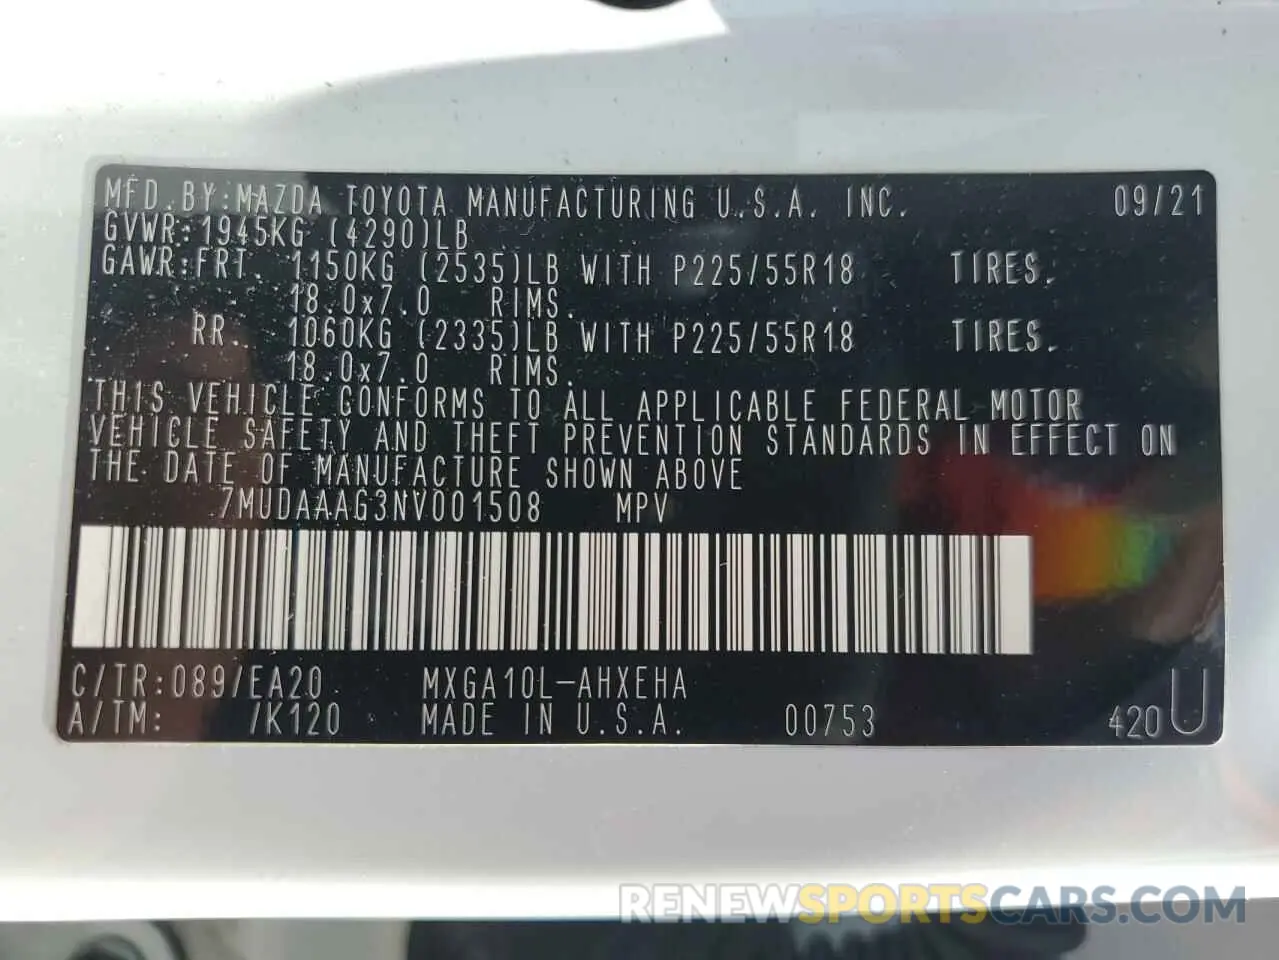 MFD.BY:MAZDA TOYOTA MANUFACTURING U.S.A. INC. 09/21
GVWR:1945KG (4290)LB
GAWR:FRT. 1150KG (2535)LB WITH P225/55R18 TIRES.
18.0x7.0 RIMS.
RR. 1060KG (2335)LB WITH P225/55R18 TIRES.
18.0x7.0 RIMS.
THIS VEHICLE CONFORMS TO ALL APPLICABLE FEDERAL MOTOR
VEHICLE SAFETY AND THEFT PREVENTION STANDARDS IN EFFECT ON
THE DATE OF MANUFACTURE SHOWN ABOVE
7MUDAAAG3NV001508 MPV
C/TR:089/EA20 MXGA10L-AHXEHA
A/TM: /K120 MADE IN U.S.A. 00753 420U
RENEWSPORTSCARS.COM